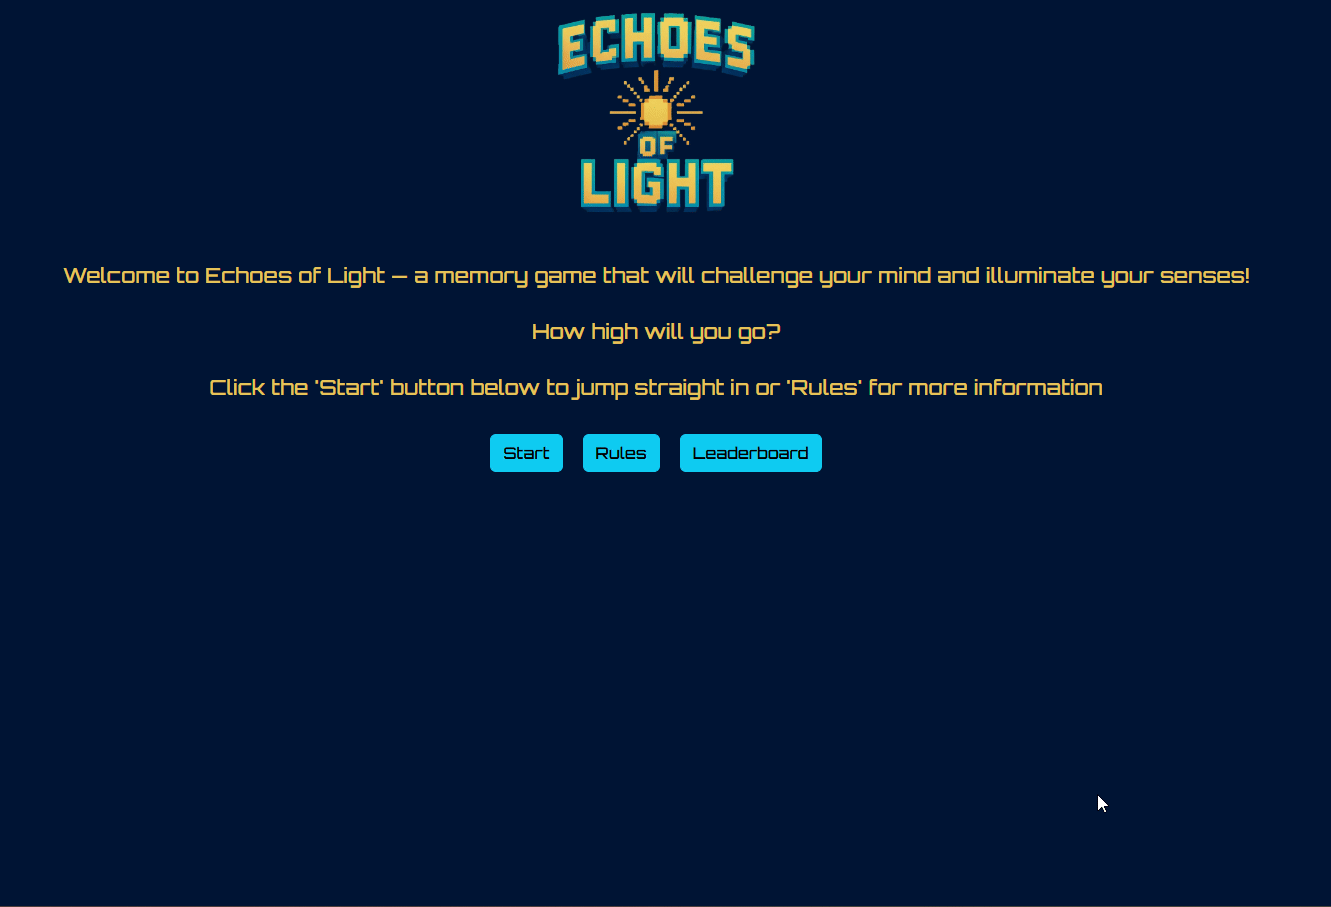 ECHOES
OF
LIGHT
Welcome to Echoes of Light – a memory game that will challenge your mind and illuminate your senses!
How high will you go?
Click the 'Start' button below to jump straight in or 'Rules' for more information
Start Rules Leaderboard